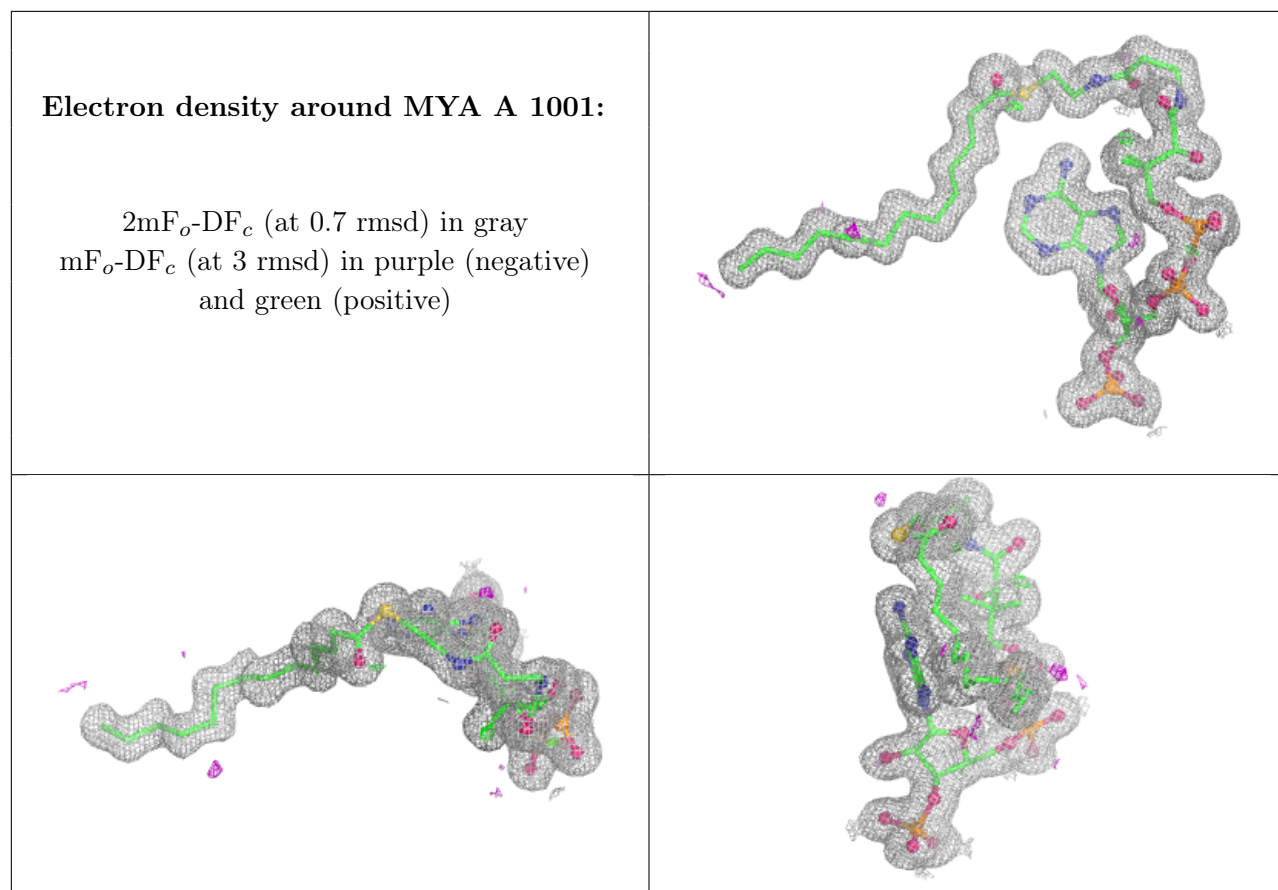 Electron density around MYA A 1001:
2mFo-DFc (at 0.7 rmsd) in gray
mFo-DFc (at 3 rmsd) in purple (negative)
and green (positive)